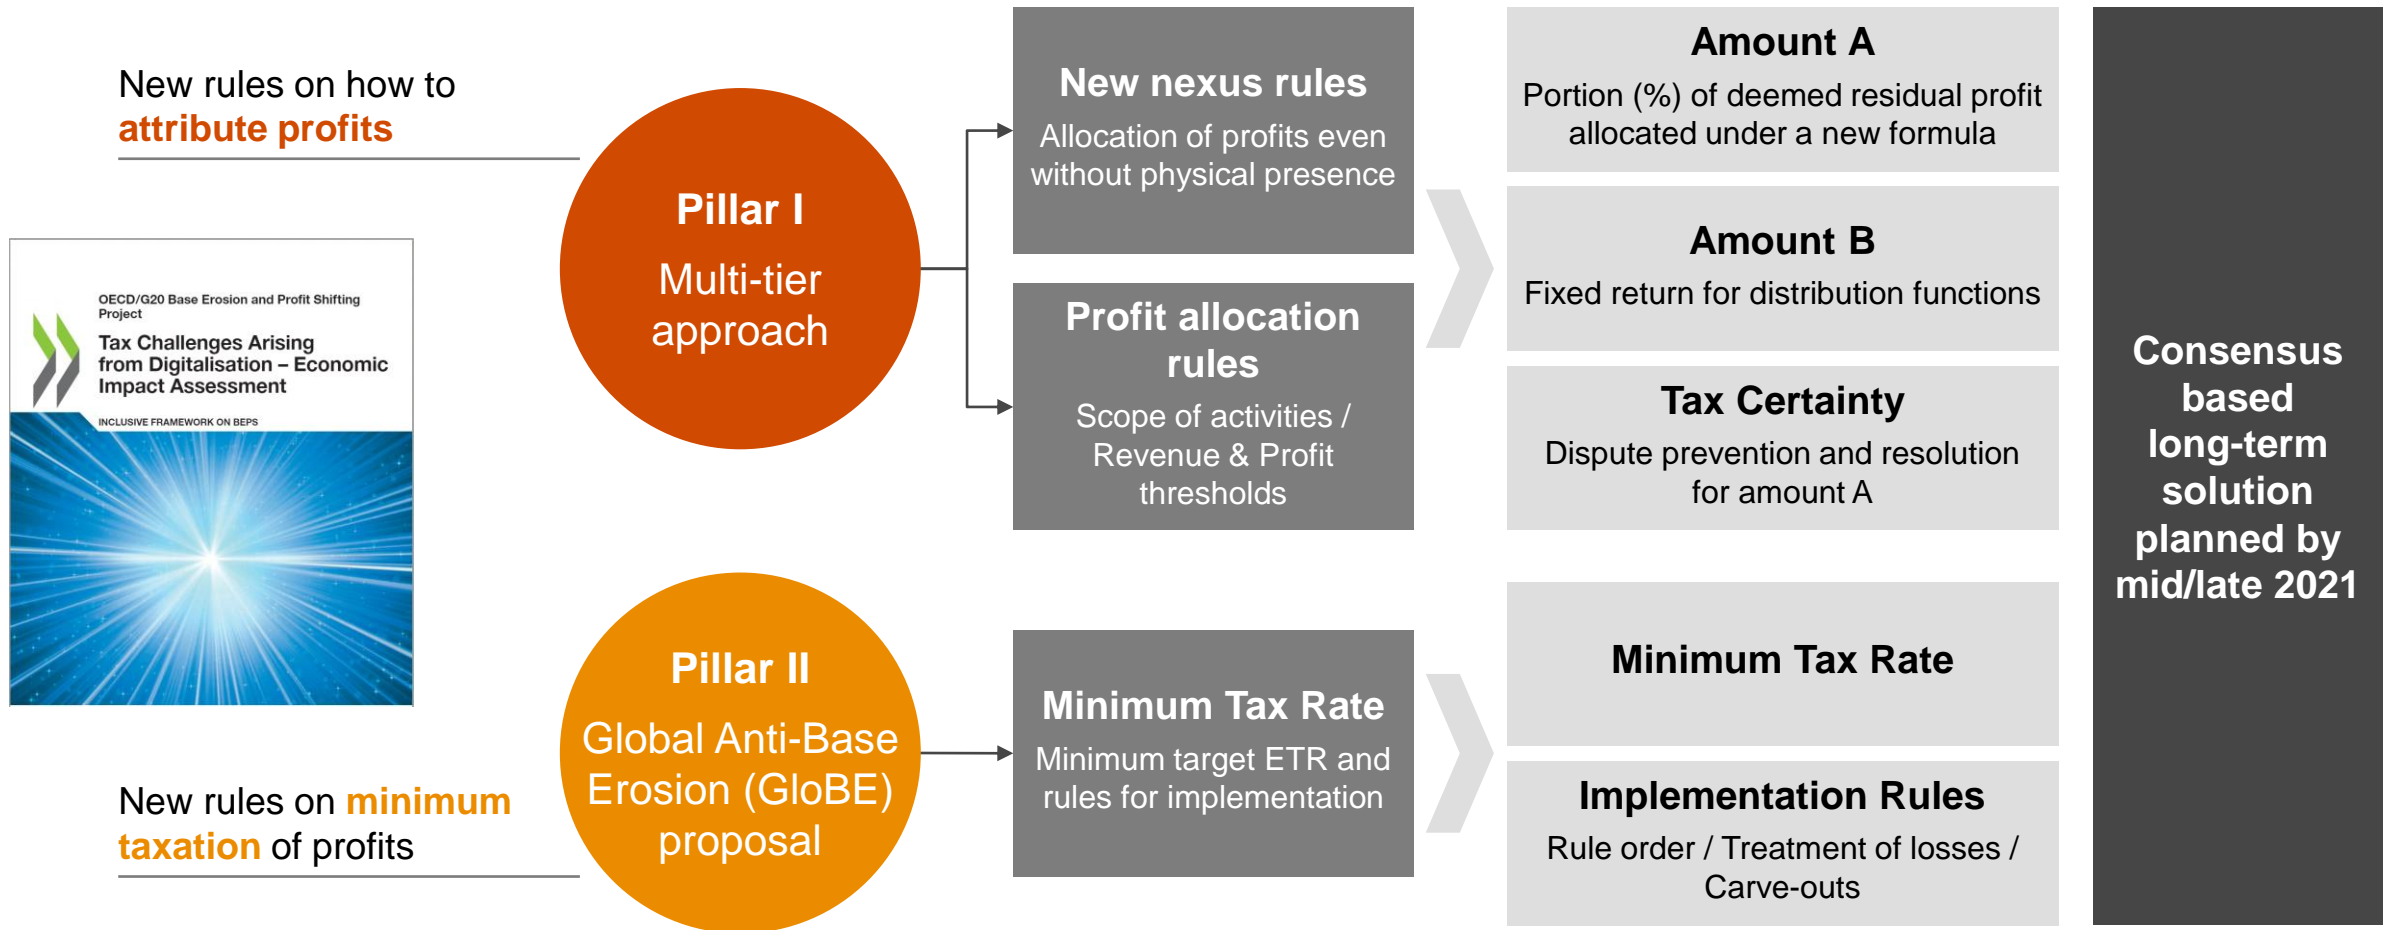 New rules on how to
attribute profits
OECD/G20 Base Erosion and Profit Shifting
Project
Tax Challenges Arising
from Digitalisation – Economic
Impact Assessment
INCLUSIVE FRAMEWORK ON BEPS
New rules on minimum
taxation of profits
Pillar I
Multi-tier
approach
Pillar II
Global Anti-Base
Erosion (GloBE)
proposal
New nexus rules
Allocation of profits even
without physical presence
Profit allocation
rules
Scope of activities /
Revenue & Profit
thresholds
Minimum Tax Rate
Minimum target ETR and
rules for implementation
Amount A
Portion (%) of deemed residual profit
allocated under a new formula
Amount B
Fixed return for distribution functions
Tax Certainty
Dispute prevention and resolution
for amount A
Minimum Tax Rate
Implementation Rules
Rule order / Treatment of losses /
Carve-outs
Consensus
based
long-term
solution
planned by
mid/late 2021